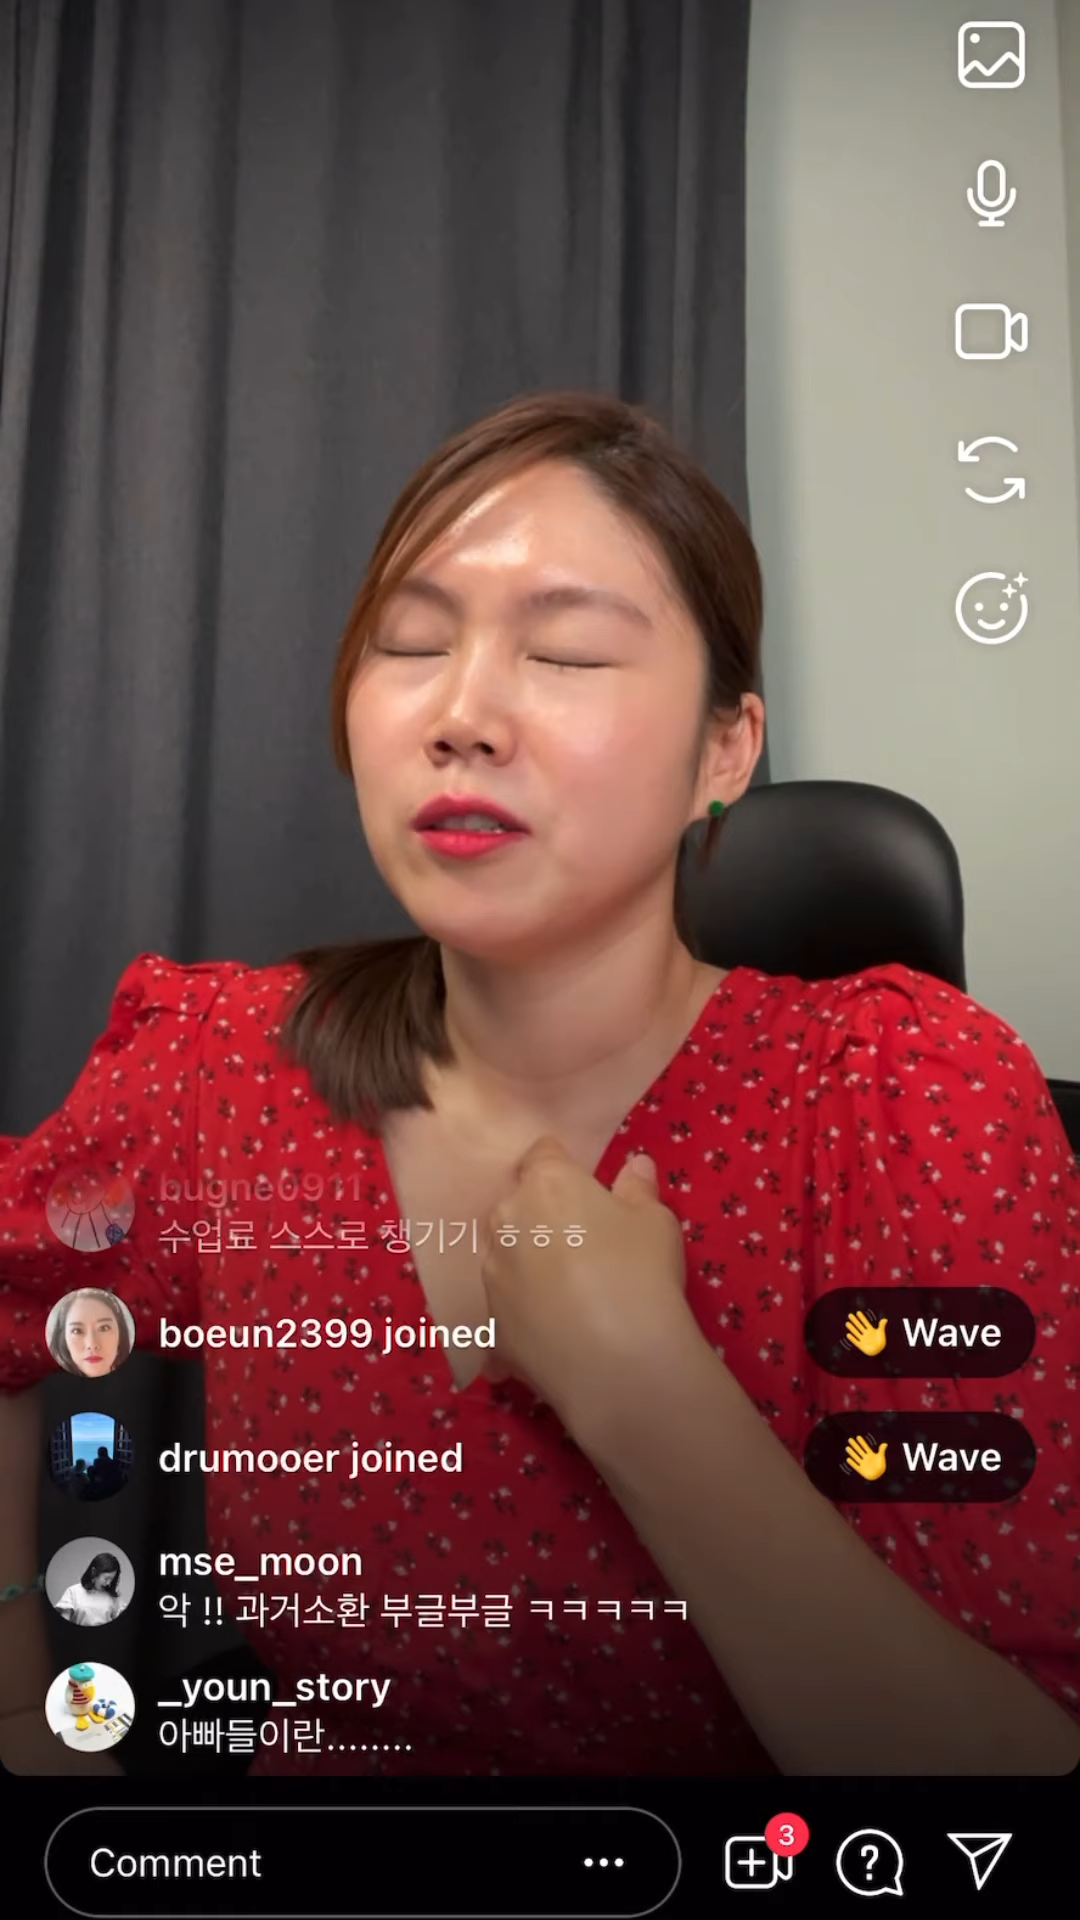 bugne0911
수업료 스스로 챙기기 ㅎㅎㅎ
boeun2399 joined
👋 Wave
drumooer joined
👋 Wave
mse_moon
악 !! 과거소환 부글부글 ㅋㅋㅋㅋㅋ
_youn_story
아빠들이란........
Comment
3